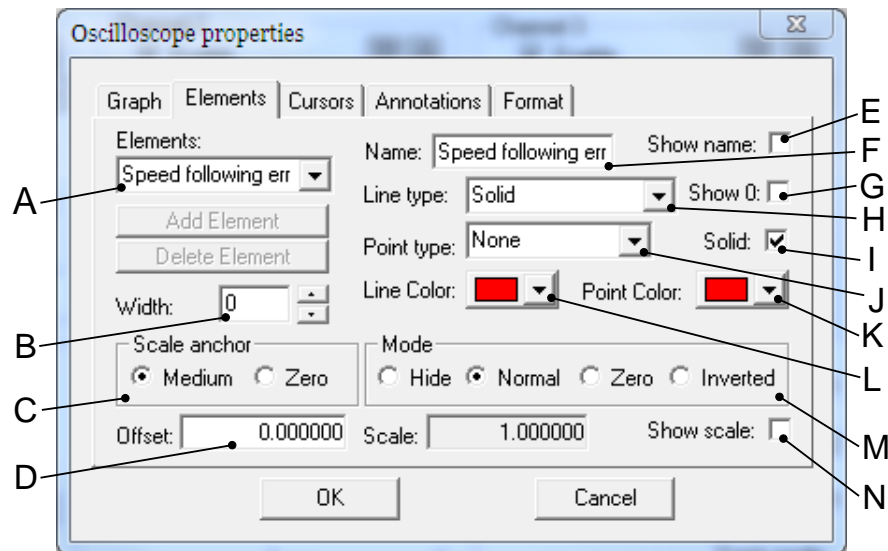 Oscilloscope properties
Graph Elements Cursors Annotations Format
Elements:
Speed following err
Add Element
Delete Element
Width: 0
Name: Speed following err
Show name:
Line type: Solid
Show 0:
Point type: None
Solid:
Line Color:
Point Color:
Scale anchor
Medium Zero
Mode
Hide Normal Zero Inverted
Offset: 0.000000
Scale: 1.000000
Show scale:
OK
Cancel
A
B
C
D
E
F
G
H
I
J
K
L
M
N